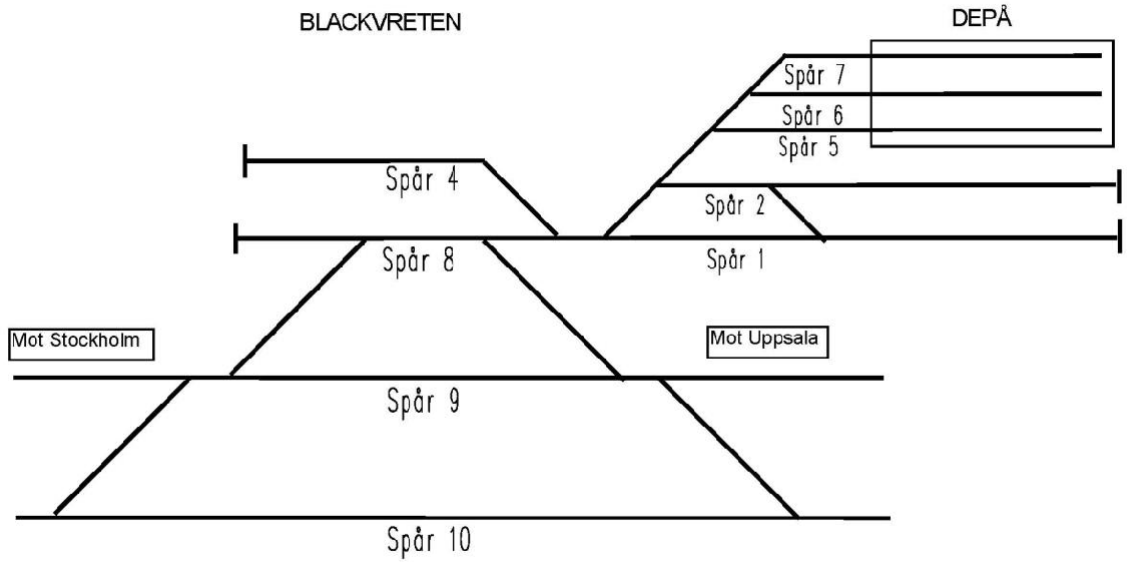 BLACKVRETEN
DEPÅ
Spår 7
Spår 6
Spår 5
Spår 4
Spår 2
Spår 8
Spår 1
Mot Stockholm
Mot Uppsala
Spår 9
Spår 10